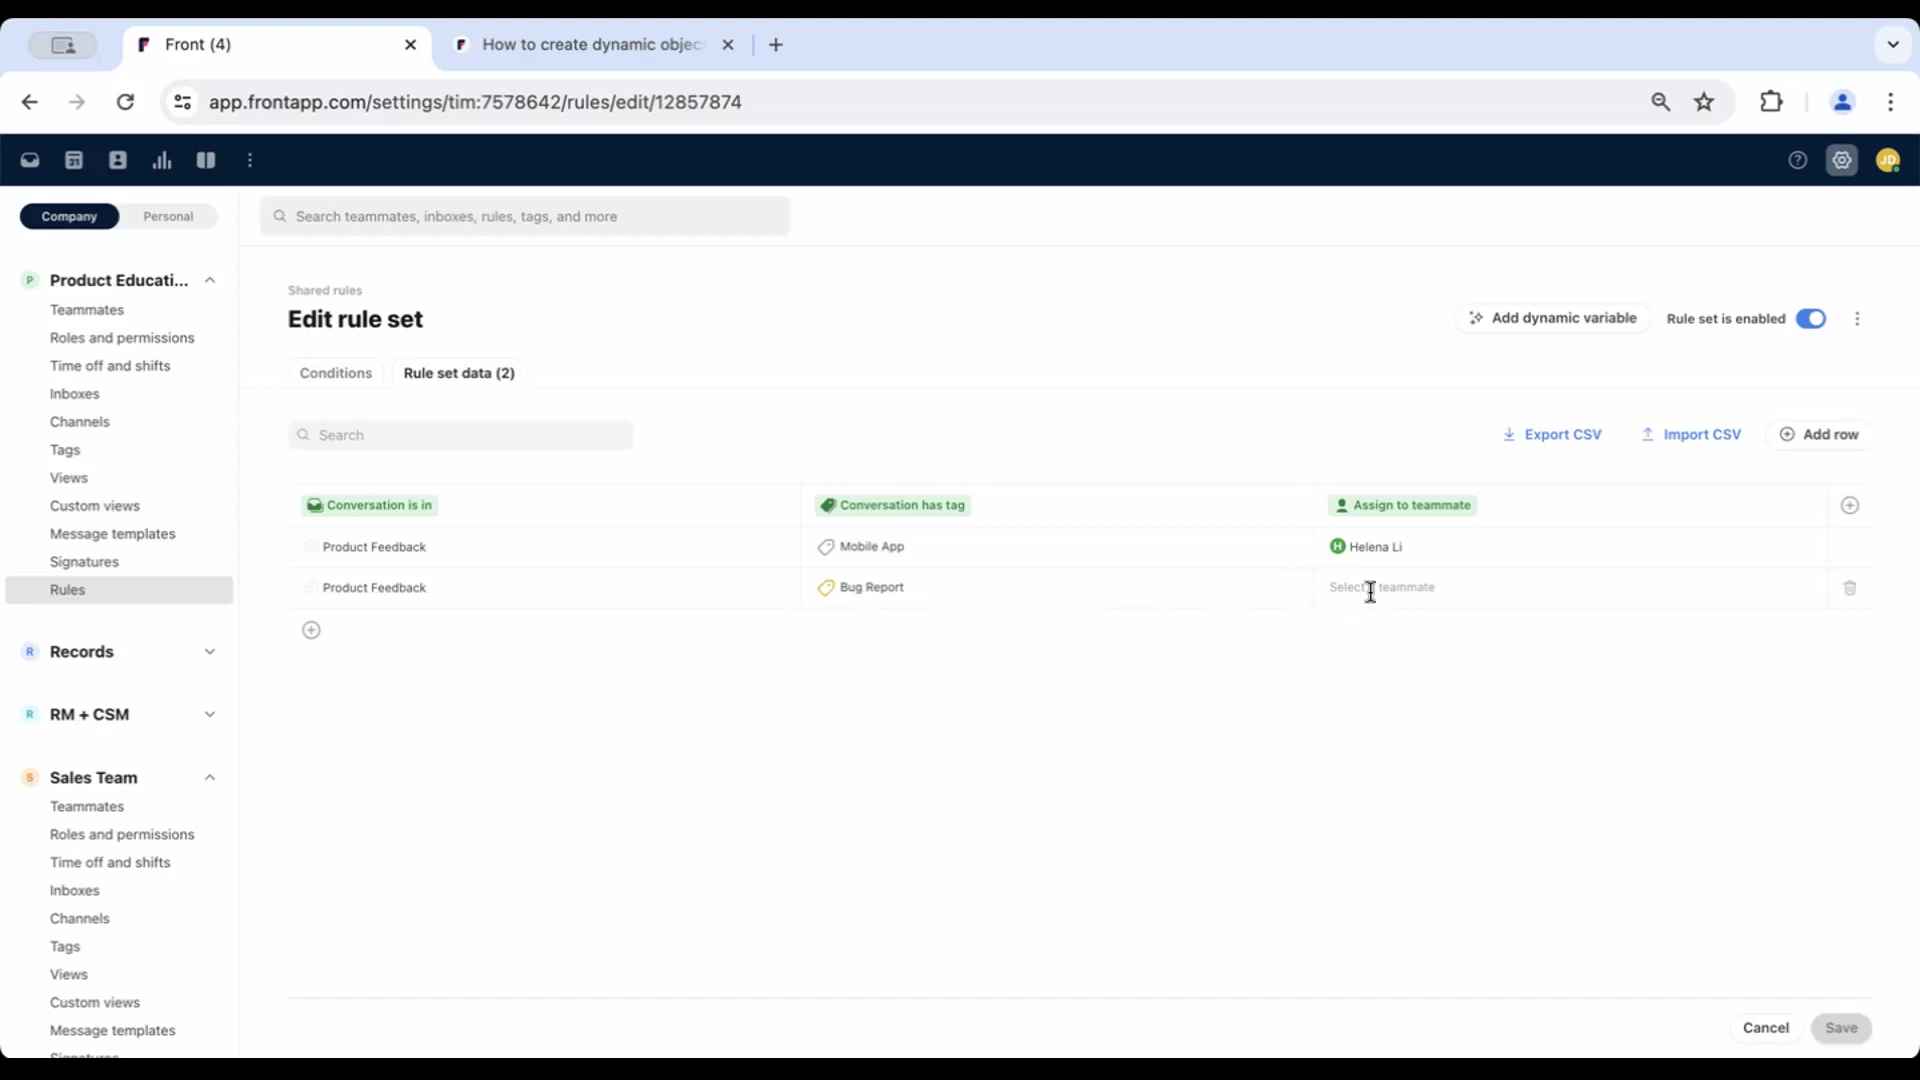 Front (4)
How to create dynamic objec
app.frontapp.com/settings/tim:7578642/rules/edit/12857874
31
JD
Company
Personal
Search teammates, inboxes, rules, tags, and more
P Product Educati...
Teammates
Roles and permissions
Time off and shifts
Inboxes
Channels
Tags
Views
Custom views
Message templates
Signatures
Rules
R Records
R RM + CSM
S Sales Team
Teammates
Roles and permissions
Time off and shifts
Inboxes
Channels
Tags
Views
Custom views
Message templates
Signatures
Shared rules
Edit rule set
Add dynamic variable
Rule set is enabled
Conditions
Rule set data (2)
Search
Export CSV
Import CSV
Add row
Conversation is in
Conversation has tag
Assign to teammate
Product Feedback
Mobile App
H Helena Li
Product Feedback
Bug Report
Select teammate
Cancel
Save